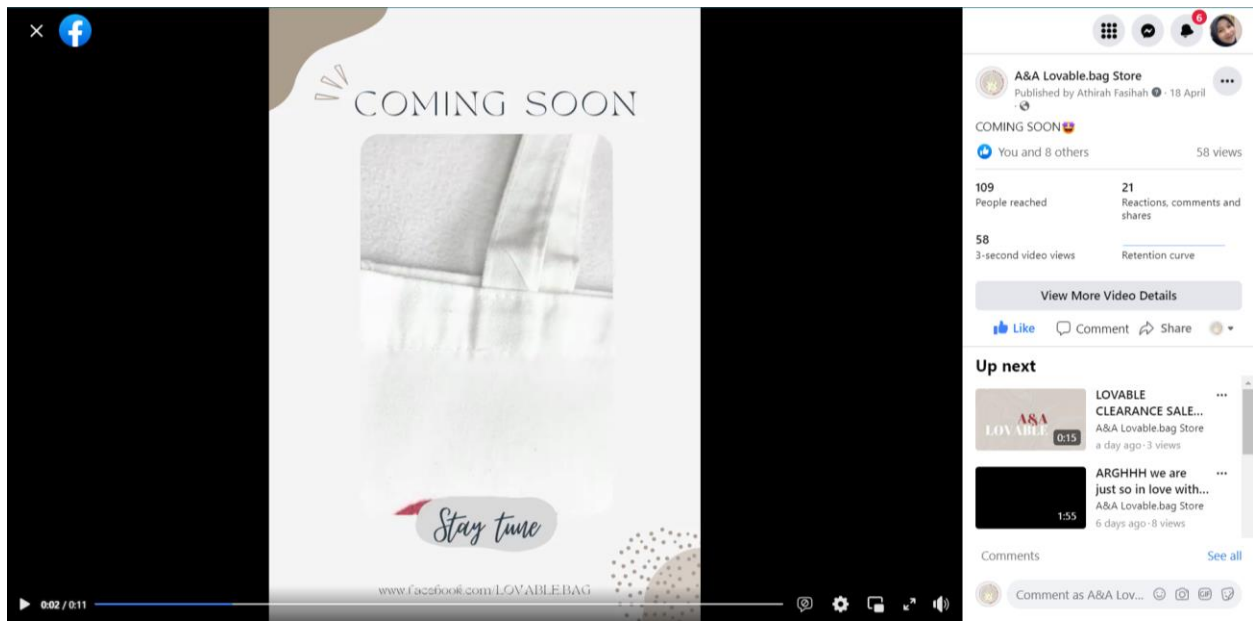 COMING SOON
Stay tune
www.facebook.com/LOVABLE.BAG
0:02 / 0:11
6
A&A Lovable.bag Store
Published by Athirah Fasihah · 18 April
·
COMING SOON😍
You and 8 others 58 views
109 21
People reached Reactions, comments and
shares
58
3-second video views Retention curve
View More Video Details
Like Comment Share
Up next
A&A
LOVABLE
0:15
LOVABLE
CLEARANCE SALE...
A&A Lovable.bag Store
a day ago·3 views
1:55
ARGHHH we are
just so in love with...
A&A Lovable.bag Store
6 days ago·8 views
Comments See all
Comment as A&A Lov... GIF